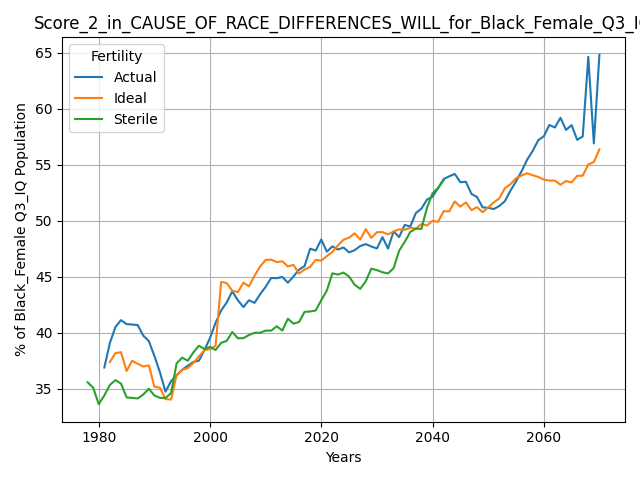 Score_2_in_CAUSE_OF_RACE_DIFFERENCES_WILL_for_Black_Female_Q3_IQ
Fertility
Actual
Ideal
Sterile
% of Black_Female Q3_IQ Population
65
60
55
50
45
40
35
1980
2000
2020
2040
2060
Years